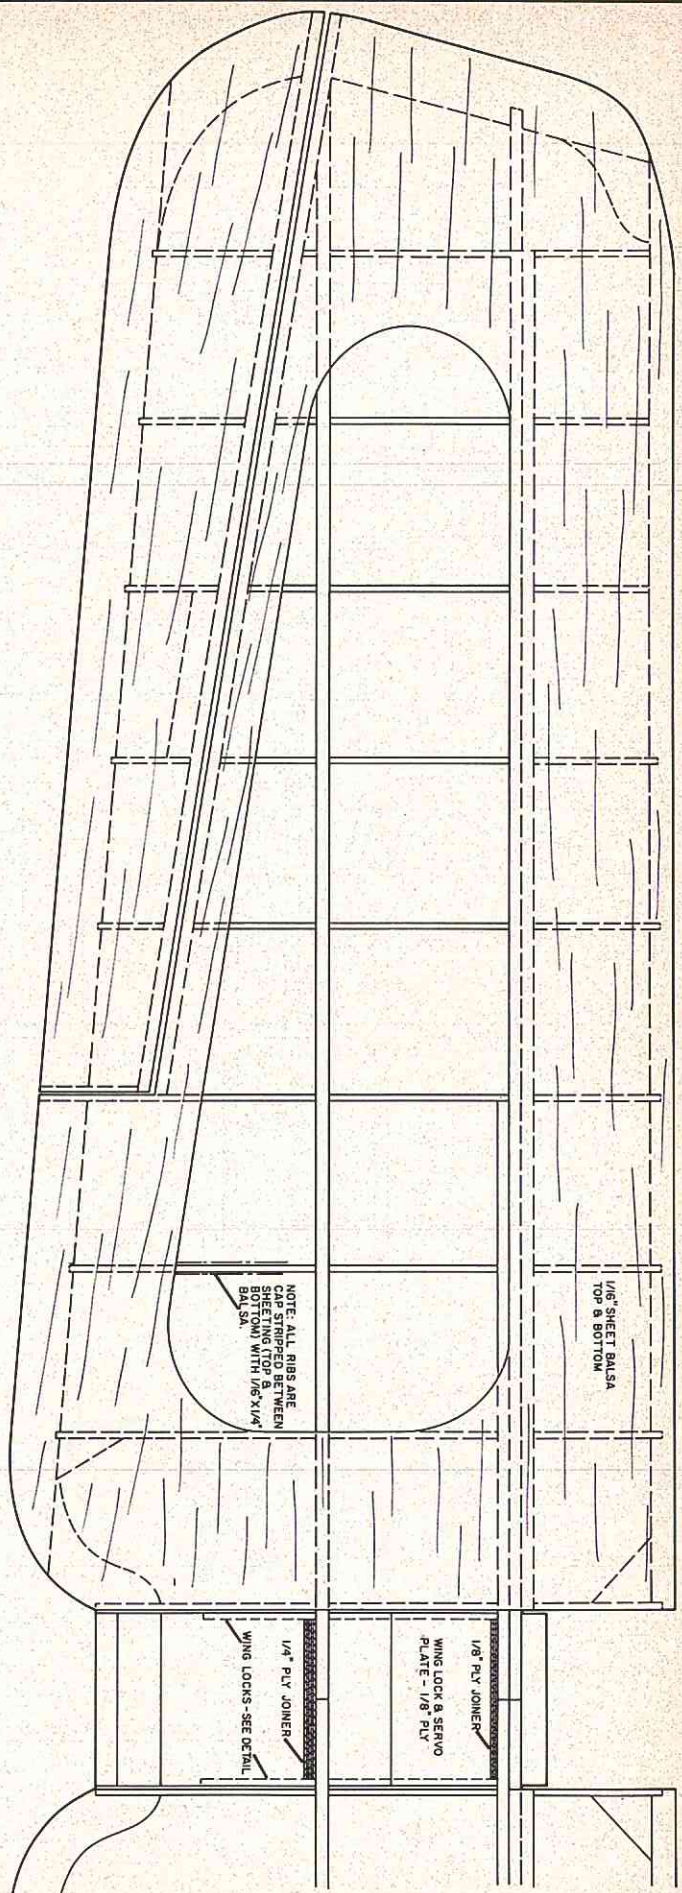 1/16" SHEET BALSA
TOP & BOTTOM
NOTE: ALL RIBS ARE
CAP STRIPPED BETWEEN
SHEETING (TOP &
BOTTOM) WITH 1/16"X1/4"
BALSA.
1/8" PLY JOINER
WING LOCK & SERVO
PLATE - 1/8" PLY
1/4" PLY JOINER
WING LOCKS - SEE DETAIL